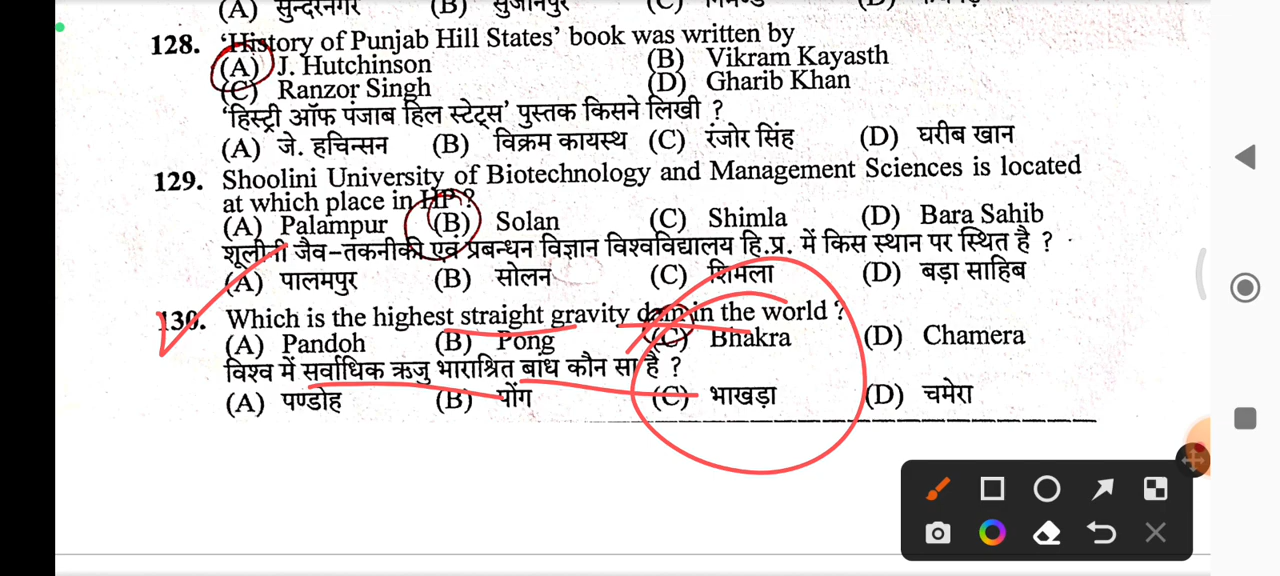 (A) सुन्दरनगर (B) सुजानपुर (C) (D)
128. ‘History of Punjab Hill States’ book was written by
(A) J. Hutchinson (B) Vikram Kayasth
(C) Ranzor Singh (D) Gharib Khan
‘हिस्ट्री ऑफ पंजाब हिल स्टेट्स’ पुस्तक किसने लिखी ?
(A) जे. हचिन्सन (B) विक्रम कायस्थ (C) रंजोर सिंह (D) घरीब खान
129. Shoolini University of Biotechnology and Management Sciences is located
at which place in HP ?
(A) Palampur (B) Solan (C) Shimla (D) Bara Sahib
शूलीनी जैव-तकनीकी एवं प्रबन्धन विज्ञान विश्वविद्यालय हि.प्र. में किस स्थान पर स्थित है ?
(A) पालमपुर (B) सोलन (C) शिमला (D) बड़ा साहिब
130. Which is the highest straight gravity dam in the world ?
(A) Pandoh (B) Pong (C) Bhakra (D) Chamera
विश्व में सर्वाधिक ऋजु भाराश्रित बांध कौन सा है ?
(A) पण्डोह (B) पोंग (C) भाखड़ा (D) चमेरा